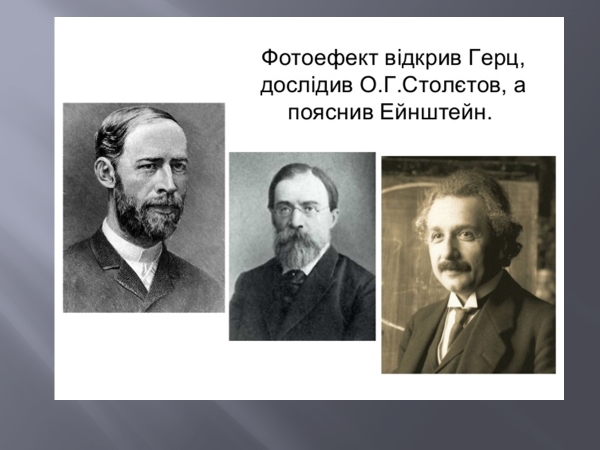 Фотоефект відкрив Герц,
дослідив О.Г.Столєтов, а
пояснив Ейнштейн.